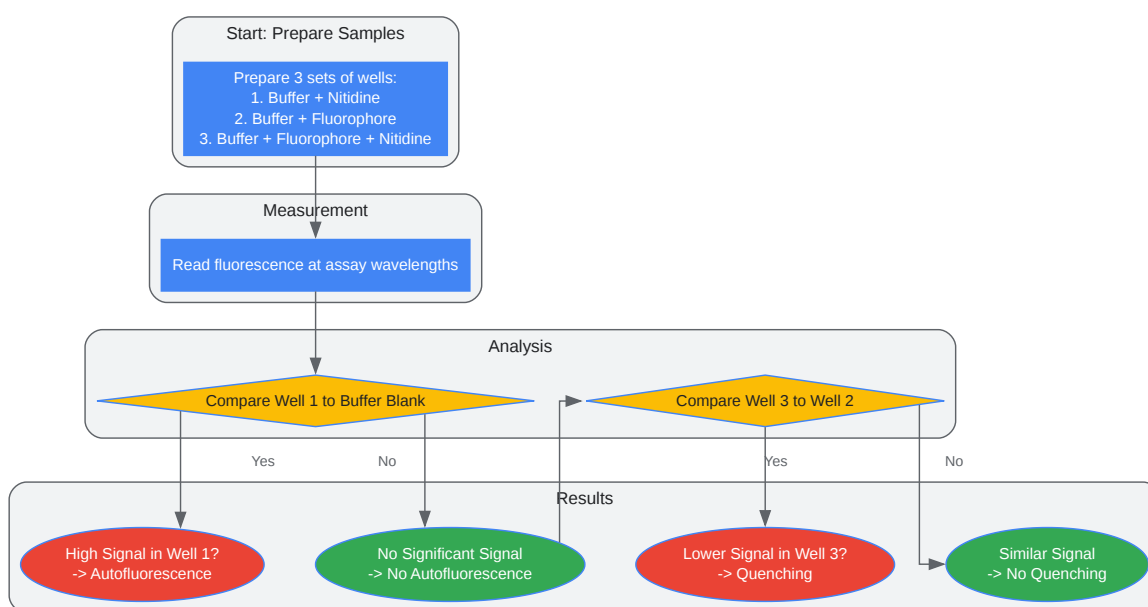 Start: Prepare Samples
Prepare 3 sets of wells:
1. Buffer + Nitidine
2. Buffer + Fluorophore
3. Buffer + Fluorophore + Nitidine
Measurement
Read fluorescence at assay wavelengths
Analysis
Compare Well 1 to Buffer Blank
Compare Well 3 to Well 2
Yes
No
Yes
No
Results
High Signal in Well 1?
-> Autofluorescence
No Significant Signal
-> No Autofluorescence
Lower Signal in Well 3?
-> Quenching
Similar Signal
-> No Quenching